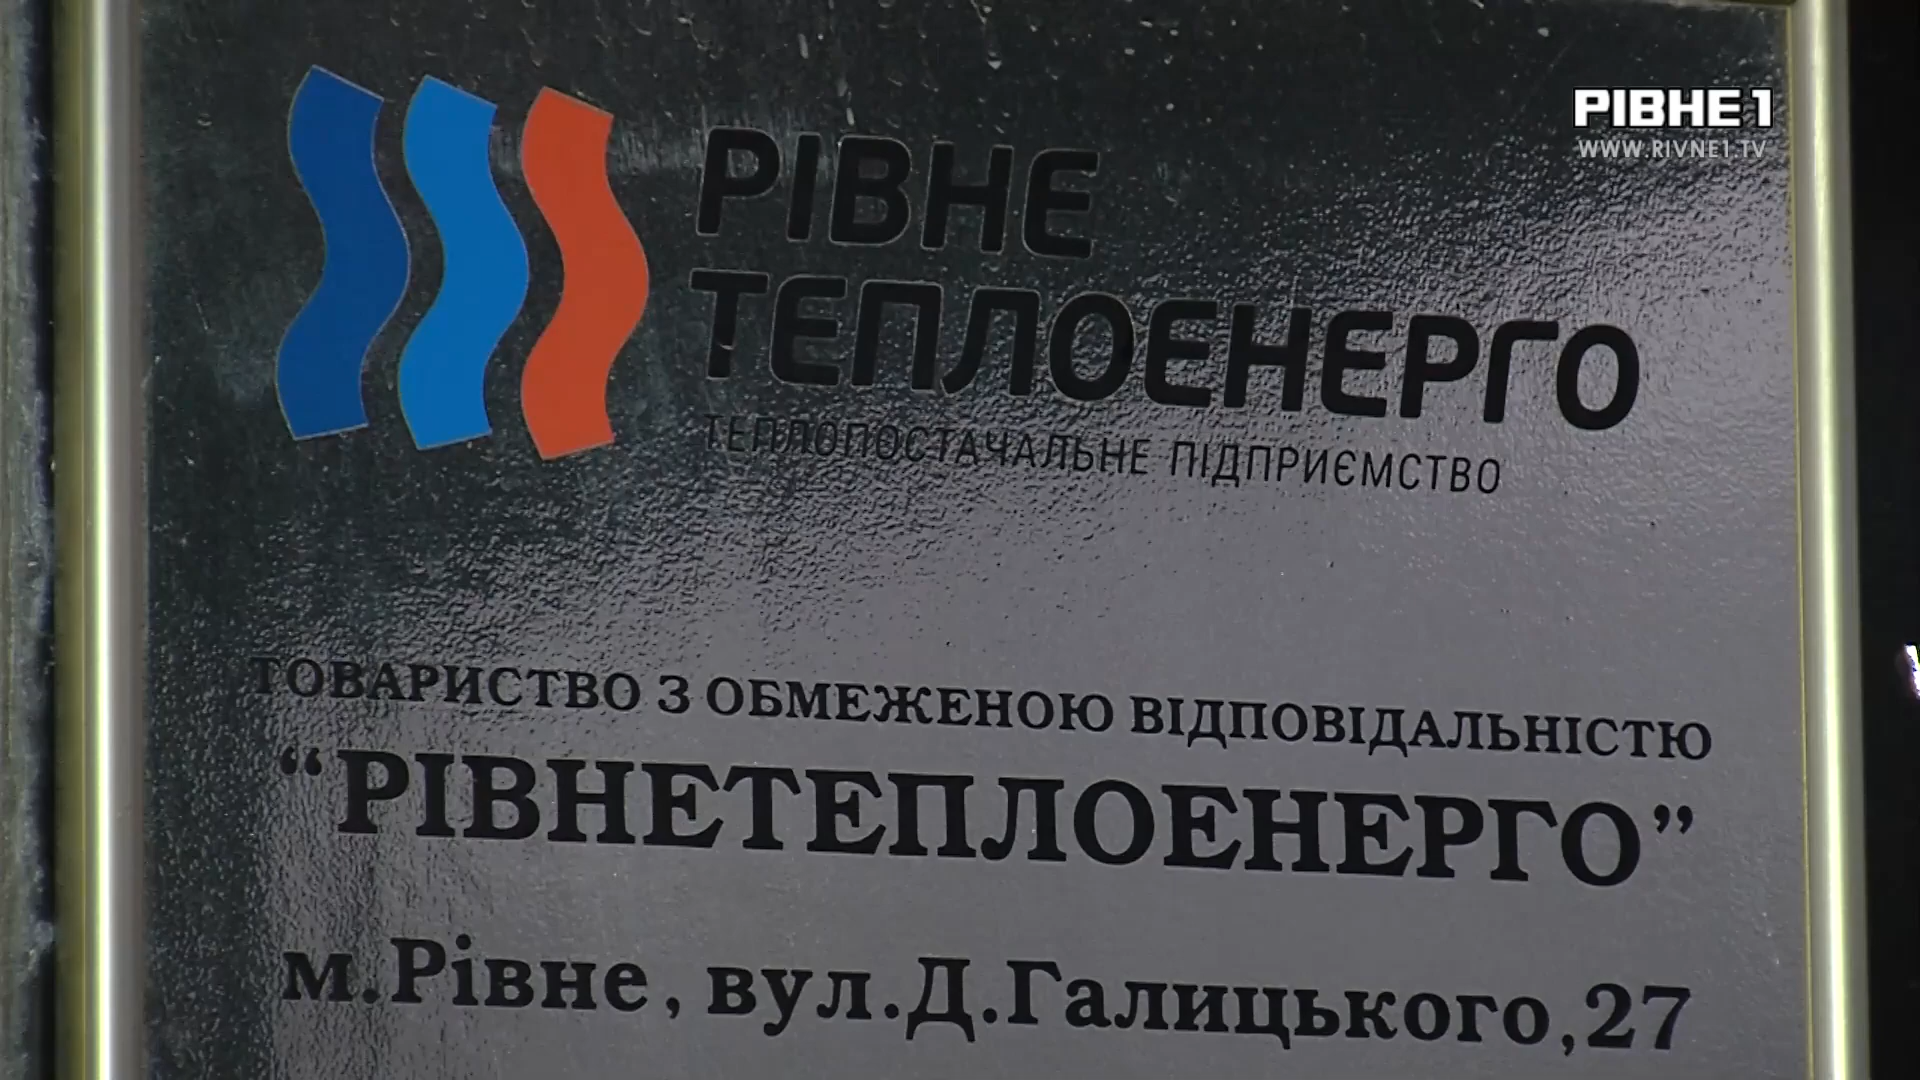 РІВНЕ 1
WWW.RIVNE1.TV
РІВНЕ
ТЕПЛОЕНЕРГО
ТЕПЛОПОСТАЧАЛЬНЕ ПІДПРИЄМСТВО
ТОВАРИСТВО З ОБМЕЖЕНОЮ ВІДПОВІДАЛЬНІСТЮ
“РІВНЕТЕПЛОЕНЕРГО”
м.Рівне, вул.Д.Галицького,27